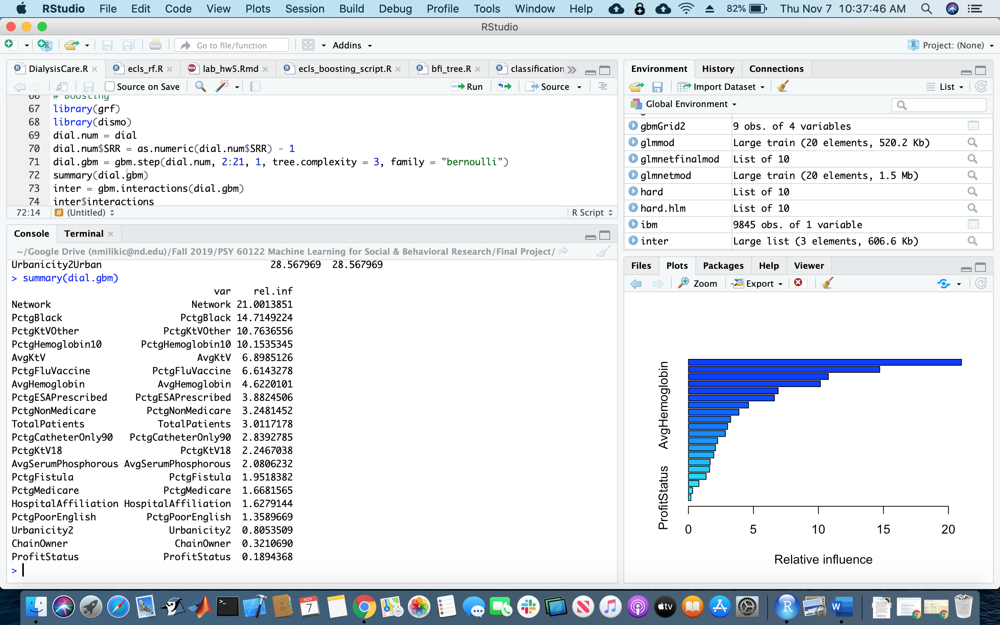 RStudio File Edit Code View Plots Session Build Debug Profile Tools Window Help 82% Thu Nov 7 10:37:46 AM
RStudio
Go to file/function Addins Project: (None)
DialysisCare.R ecls_rf.R lab_hw5.Rmd ecls_boosting_script.R bfi_tree.R classification
Source on Save Run Source
66 # Boosting
67 library(grf)
68 library(dismo)
69 dial.num = dial
70 dial.num$SRR = as.numeric(dial.num$SRR) - 1
71 dial.gbm = gbm.step(dial.num, 2:21, 1, tree.complexity = 3, family = "bernoulli")
72 summary(dial.gbm)
73 inter = gbm.interactions(dial.gbm)
74 inter$interactions
72:14 # (Untitled) R Script
Console Terminal
~/Google Drive (nmilikic@nd.edu)/Fall 2019/PSY 60122 Machine Learning for Social & Behavioral Research/Final Project/
Urbanicity2Urban 28.567969 28.567969
> summary(dial.gbm)
var rel.inf
Network Network 21.0013851
PctgBlack PctgBlack 14.7149224
PctgKtVOther PctgKtVOther 10.7636556
PctgHemoglobin10 PctgHemoglobin10 10.1535345
AvgKtV AvgKtV 6.8985126
PctgFluVaccine PctgFluVaccine 6.6143278
AvgHemoglobin AvgHemoglobin 4.6220101
PctgESAPrescribed PctgESAPrescribed 3.8824506
PctgNonMedicare PctgNonMedicare 3.2481452
TotalPatients TotalPatients 3.0117178
PctgCatheterOnly90 PctgCatheterOnly90 2.8392785
PctgKtV18 PctgKtV18 2.2467038
AvgSerumPhosphorous AvgSerumPhosphorous 2.0806232
PctgFistula PctgFistula 1.9518382
PctgMedicare PctgMedicare 1.6681565
HospitalAffiliation HospitalAffiliation 1.6279144
PctgPoorEnglish PctgPoorEnglish 1.3589669
Urbanicity2 Urbanicity2 0.8053509
ChainOwner ChainOwner 0.3210690
ProfitStatus ProfitStatus 0.1894368
>
Environment History Connections
Import Dataset List
Global Environment
gbmGrid2 9 obs. of 4 variables
glmmod Large train (20 elements, 520.2 Kb)
glmnetfinalmod List of 10
glmnetmod Large train (20 elements, 1.5 Mb)
hard List of 10
hard.hlm List of 10
ibm 9845 obs. of 1 variable
inter Large list (3 elements, 606.6 Kb)
Files Plots Packages Help Viewer
Zoom Export
AvgHemoglobin
ProfitStatus
0 5 10 15 20
Relative influence
NOV
7
3D
tv
R
W
DOCX